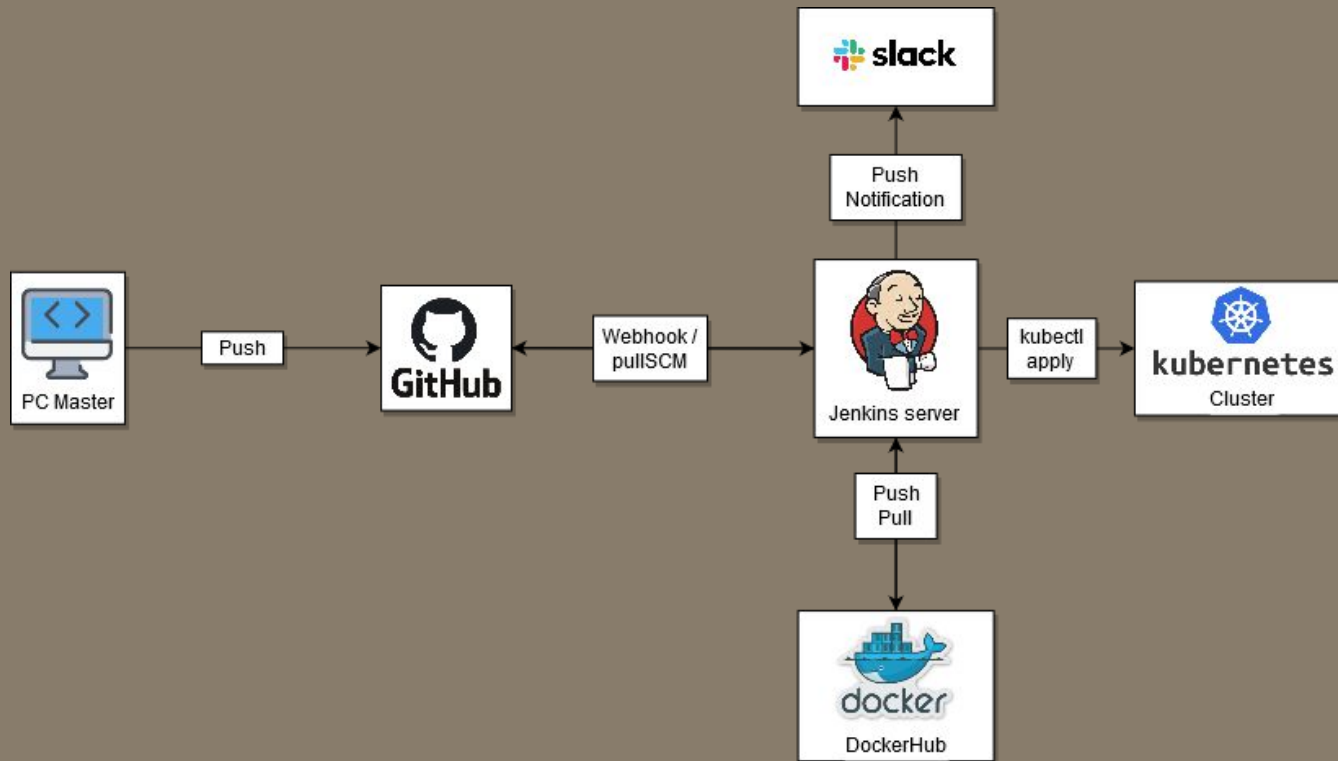 slack
Push
Notification
PC Master
Push
GitHub
Webhook /
pullSCM
Jenkins server
kubectl
apply
kubernetes
Cluster
Push
Pull
docker
DockerHub